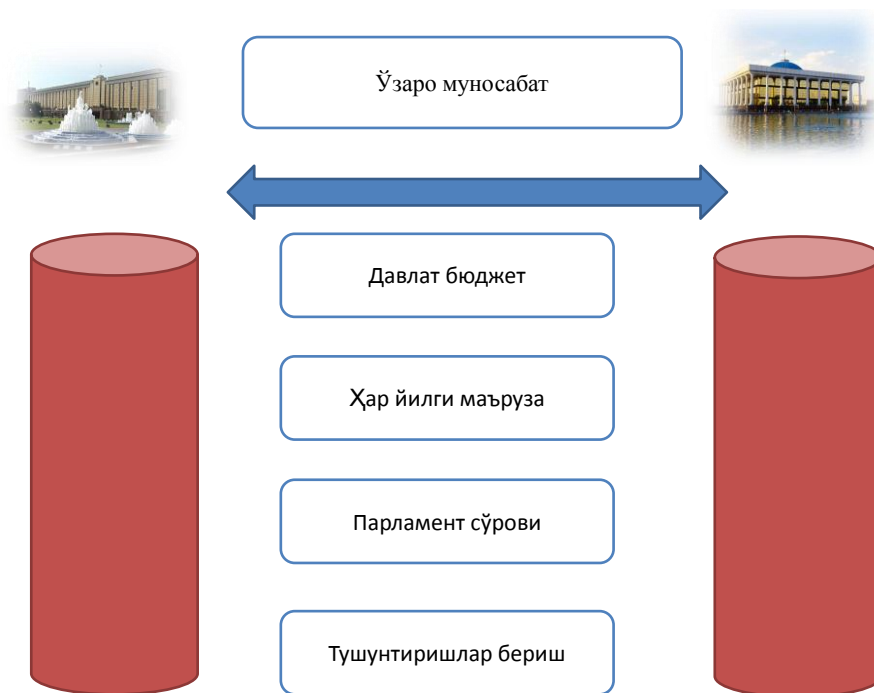 Ўзаро муносабат
Давлат бюджет
Ҳар йилги маъруза
Парламент сўрови
Тушунтиришлар бериш